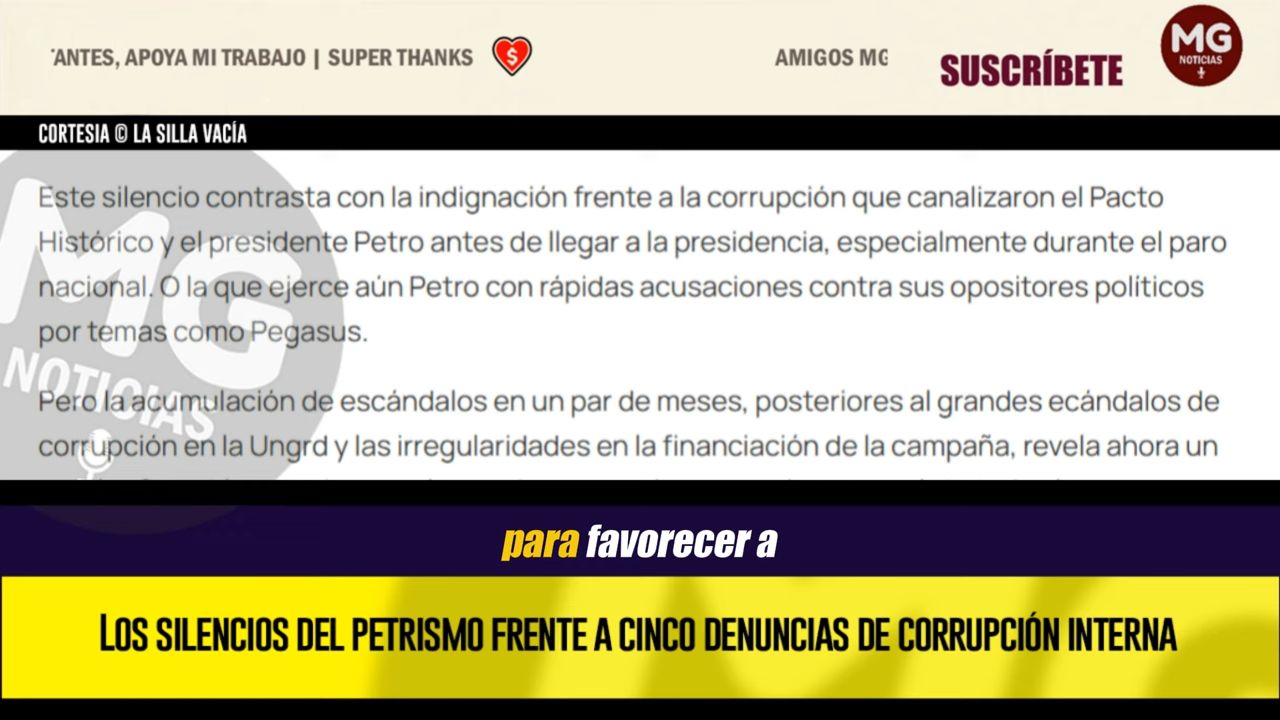 'ANTES, APOYA MI TRABAJO | SUPER THANKS
AMIGOS MG
SUSCRÍBETE
MG
NOTICIAS
CORTESIA © LA SILLA VACÍA
Este silencio contrasta con la indignación frente a la corrupción que canalizaron el Pacto
Histórico y el presidente Petro antes de llegar a la presidencia, especialmente durante el paro
nacional. O la que ejerce aún Petro con rápidas acusaciones contra sus opositores políticos
por temas como Pegasus.
Pero la acumulación de escándalos en un par de meses, posteriores al grandes ecándalos de
corrupción en la Ungrd y las irregularidades en la financiación de la campaña, revela ahora un
MG
NOTICIAS
para favorecer a
LOS SILENCIOS DEL PETRISMO FRENTE A CINCO DENUNCIAS DE CORRUPCIÓN INTERNA